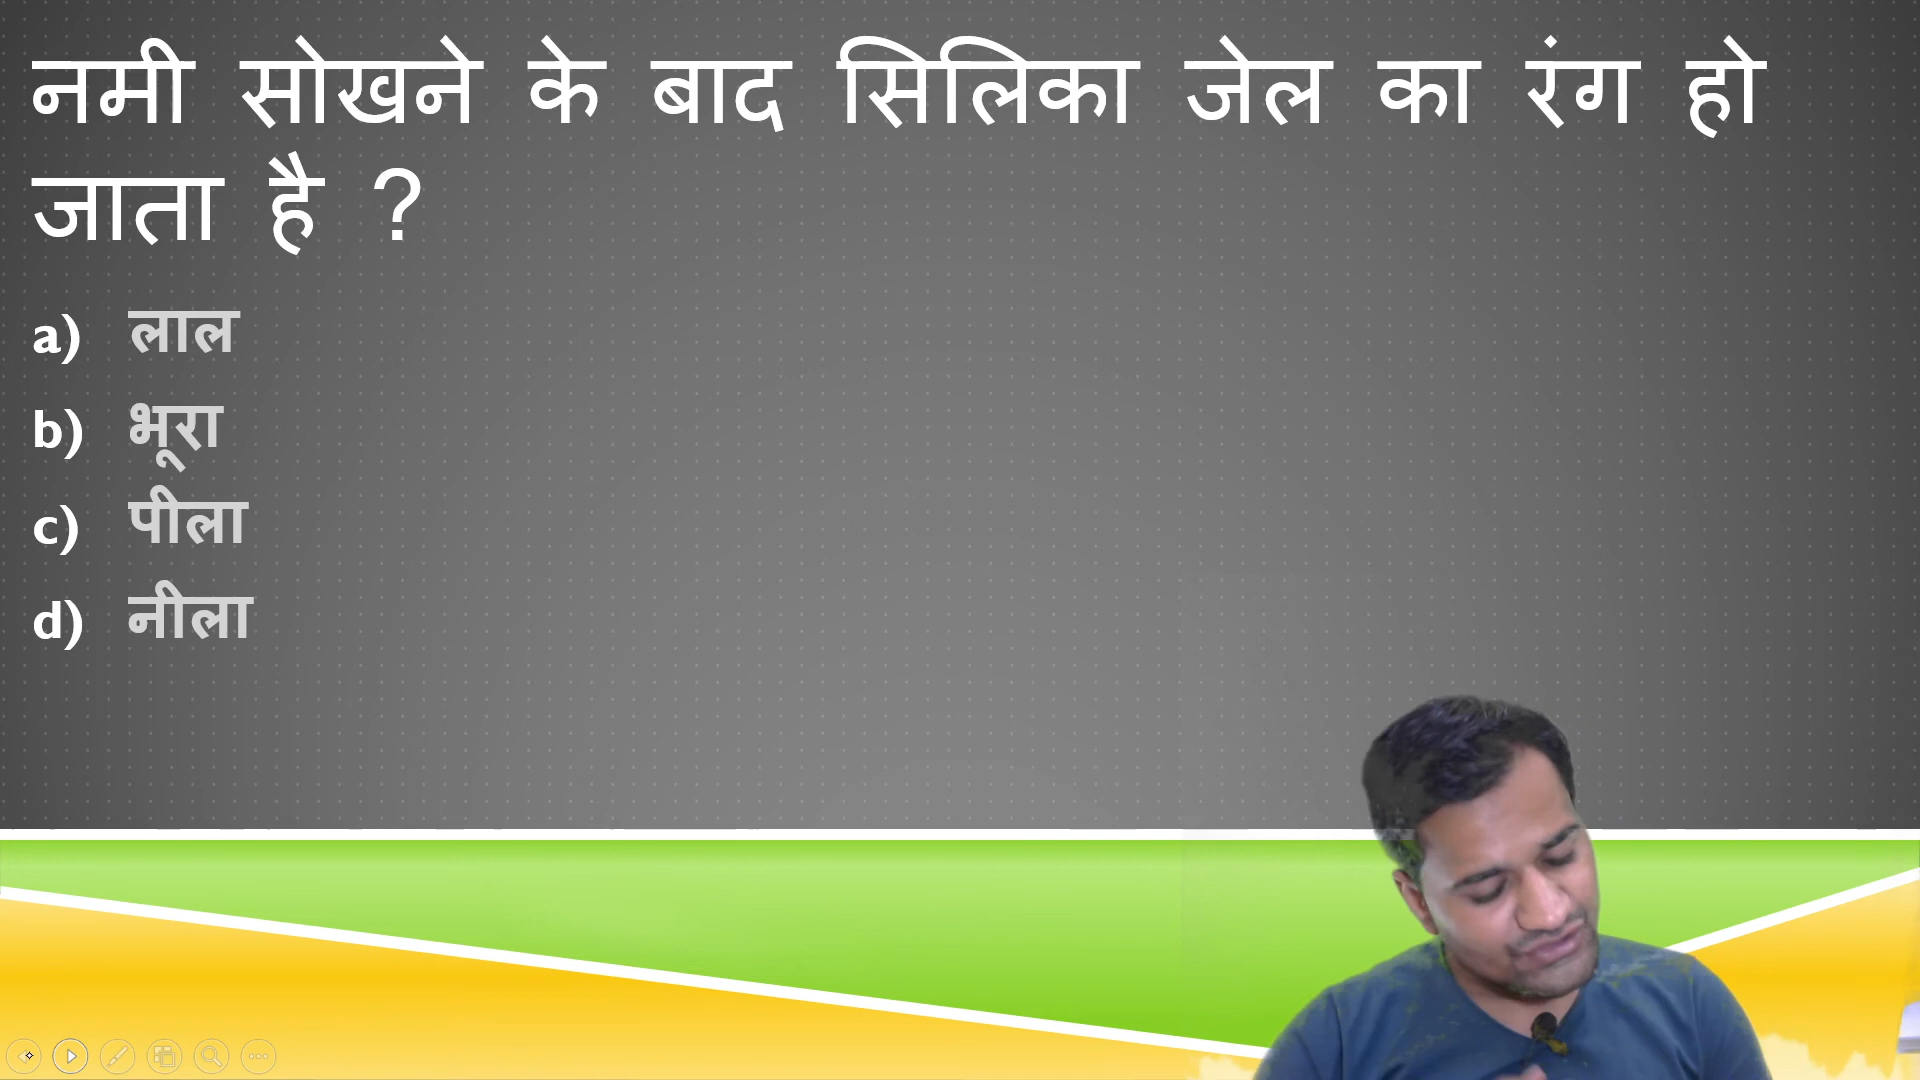 नमी सोखने के बाद सिलिका जेल का रंग हो
जाता है ?
a) लाल
b) भूरा
c) पीला
d) नीला